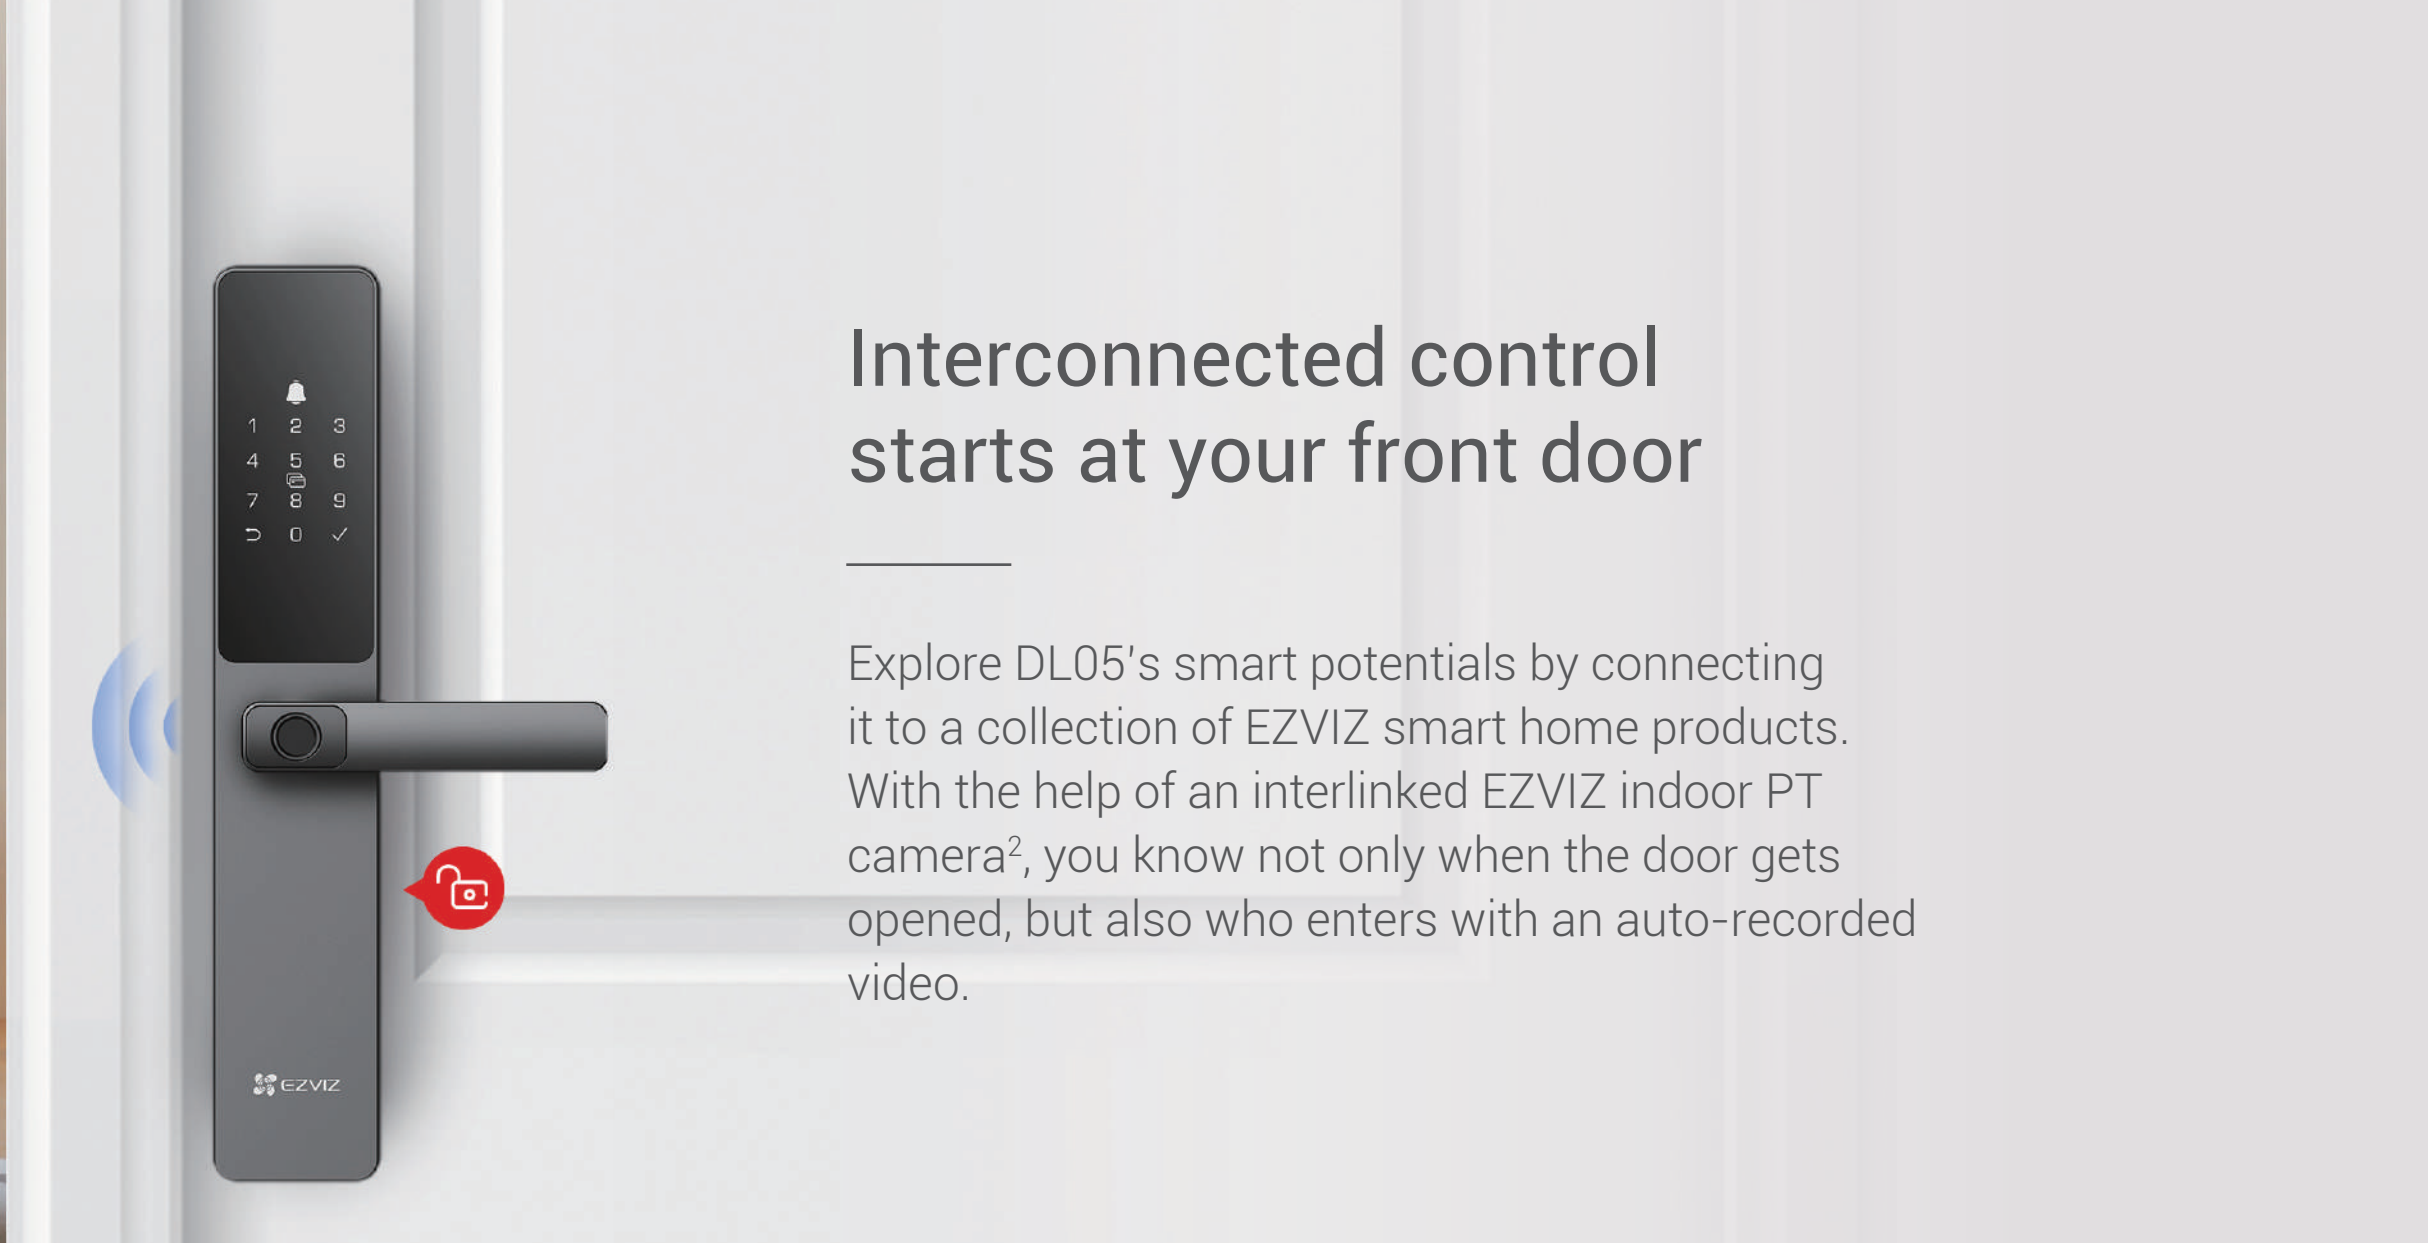 1 2 3
4 5 6
7 8 9
0
EZVIZ
Interconnected control
starts at your front door
Explore DL05's smart potentials by connecting
it to a collection of EZVIZ smart home products.
With the help of an interlinked EZVIZ indoor PT
camera², you know not only when the door gets
opened, but also who enters with an auto-recorded
video.